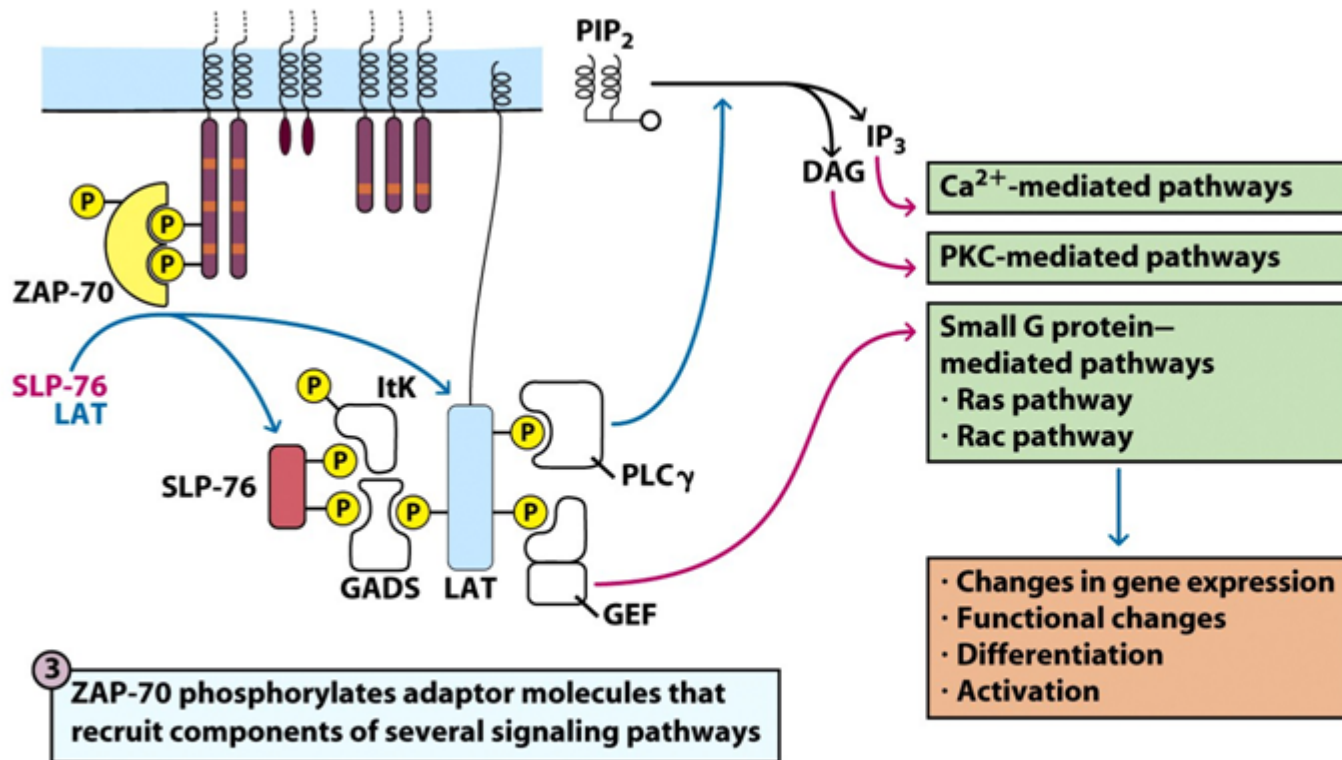 PIP₂
IP₃
DAG
Ca²⁺-mediated pathways
PKC-mediated pathways
Small G protein–
mediated pathways
· Ras pathway
· Rac pathway
P
P
P
ZAP-70
SLP-76
LAT
P
ItK
P
SLP-76
P
P
GADS
LAT
P
PLCγ
P
GEF
· Changes in gene expression
· Functional changes
· Differentiation
· Activation
3
ZAP-70 phosphorylates adaptor molecules that
recruit components of several signaling pathways